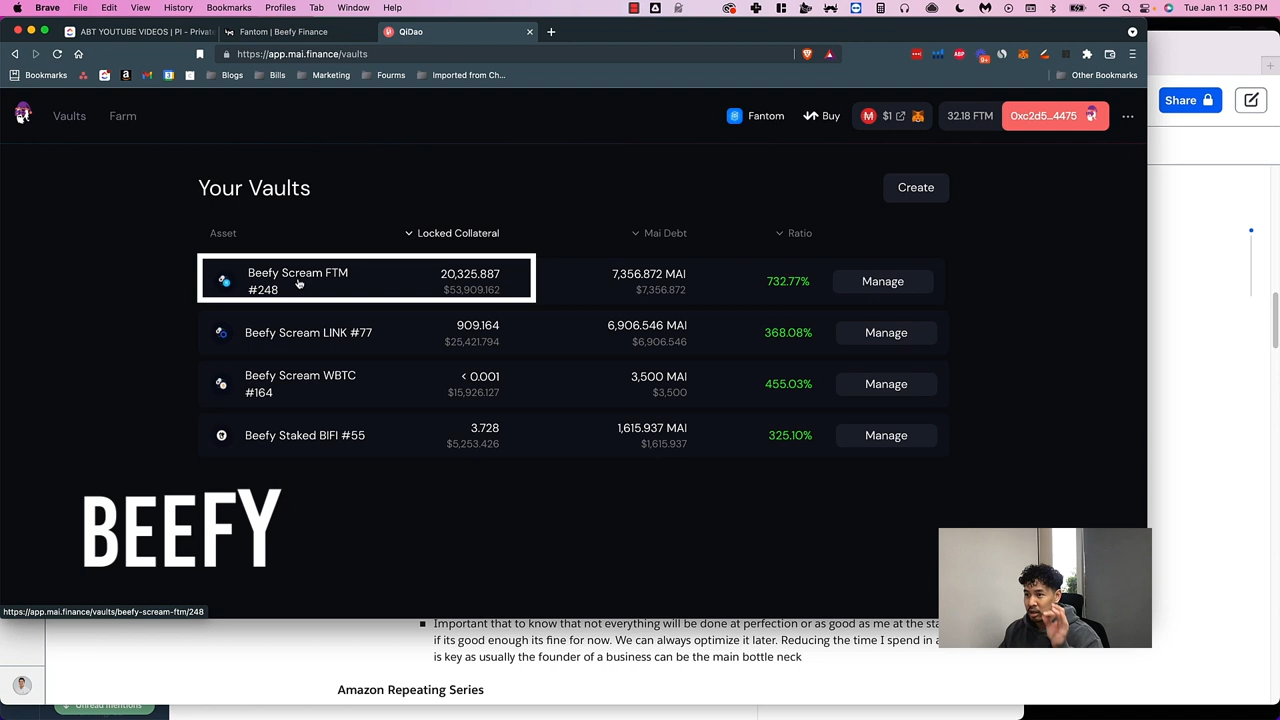 Brave File Edit View History Bookmarks Profiles Tab Window Help
Tue Jan 11 3:50 PM
ABT YOUTUBE VIDEOS | PI - Privat
Fantom | Beefy Finance
QiDao
https://app.mai.finance/vaults
Bookmarks
Blogs
Bills
Marketing
Fourms
Imported from Ch...
Other Bookmarks
Share
Vaults
Farm
Fantom
Buy
$1
32.18 FTM
0xc2d5...4475
Your Vaults
Create
Asset Locked Collateral Mai Debt Ratio
Beefy Scream FTM
#248
20,325.887
$53,909.162
7,356.872 MAI
$7,356.872
732.77%
Manage
Beefy Scream LINK #77
909.164
$25,421.794
6,906.546 MAI
$6,906.546
368.08%
Manage
Beefy Scream WBTC
#164
< 0.001
$15,926.127
3,500 MAI
$3,500
455.03%
Manage
Beefy Staked BIFI #55
3.728
$5,253.426
1,615.937 MAI
$1,615.937
325.10%
Manage
BEEFY
https://app.mai.finance/vaults/beefy-scream-ftm/248
Important that to know that not everything will be done at perfection or as good as me at the sta
if its good enough its fine for now. We can always optimize it later. Reducing the time I spend in a
is key as usually the founder of a business can be the main bottle neck
Amazon Repeating Series
Unread mentions